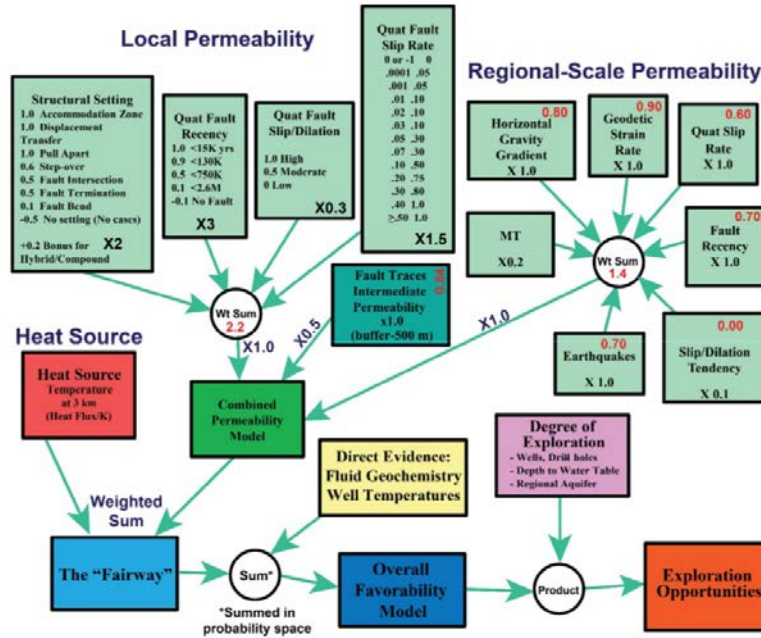 Local Permeability
Structural Setting
1.0 Accommodation Zone
1.0 Displacement
Transfer
1.0 Pull Apart
0.6 Step-over
0.5 Fault Intersection
0.5 Fault Termination
0.1 Fault Bend
-0.5 No setting (No cascs)
+0.2 Bonus for
Hybrid/Compound
X2
Quat Fault
Recency
1.0 <15K yrs
0.9 <130K
0.5 <750K
0.1 <2.6M
-0.1 No Fault
X3
Quat Fault
Slip/Dilation
1.0 High
0.5 Moderate
0 Low
X0.3
Quat Fault
Slip Rate
0 or -1 0
.0001 .05
.001 .05
.01 .10
.02 .10
.03 .10
.05 .30
.07 .30
.10 .50
.20 .75
.30 .80
.40 1.0
≥.50 1.0
X1.5
Regional-Scale Permeability
0.80
Horizontal
Gravity
Gradient
X 1.0
0.90
Geodetic
Strain
Rate
X 1.0
0.60
Quat Slip
Rate
X 1.0
MT
X0.2
Wt Sum
1.4
0.70
Fault
Recency
X 1.0
0.70
Earthquakes
X 1.0
0.00
Slip/Dilation
Tendency
X 0.1
Wt Sum
2.2
X1.0
Fault Traces
Intermediate
Permeability
x1.0
(buffer-500 m)
X0.5
X1.0
Heat Source
Heat Source
Temperature
at 3 km
(Heat Flux/K)
Combined
Permeability
Model
Direct Evidence:
Fluid Geochemistry
Well Temperatures
Degree of
Exploration
- Wells, Drill holes
- Depth to Water Table
- Regional Aquifer
Weighted
Sum
The “Fairway”
Sum*
*Summed in
probability space
Overall
Favorability
Model
Product
Exploration
Opportunities